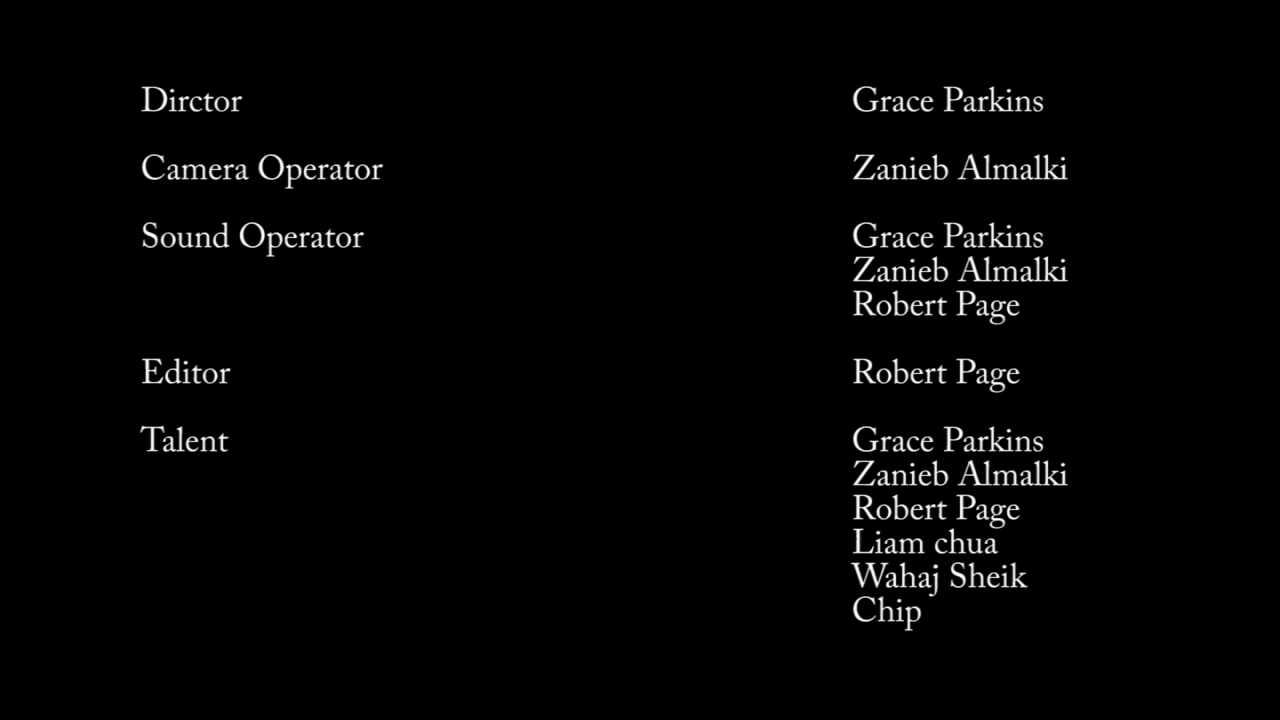 Dirctor Grace Parkins
Camera Operator Zanieb Almalki
Sound Operator Grace Parkins
Zanieb Almalki
Robert Page
Editor Robert Page
Talent Grace Parkins
Zanieb Almalki
Robert Page
Liam chua
Wahaj Sheik
Chip